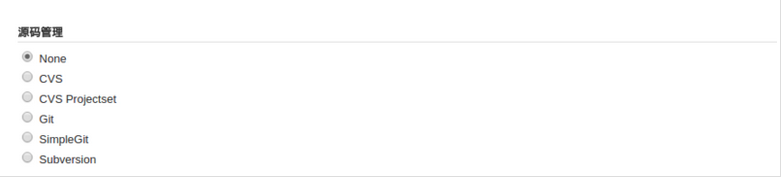 源码管理
None
CVS
CVS Projectset
Git
SimpleGit
Subversion